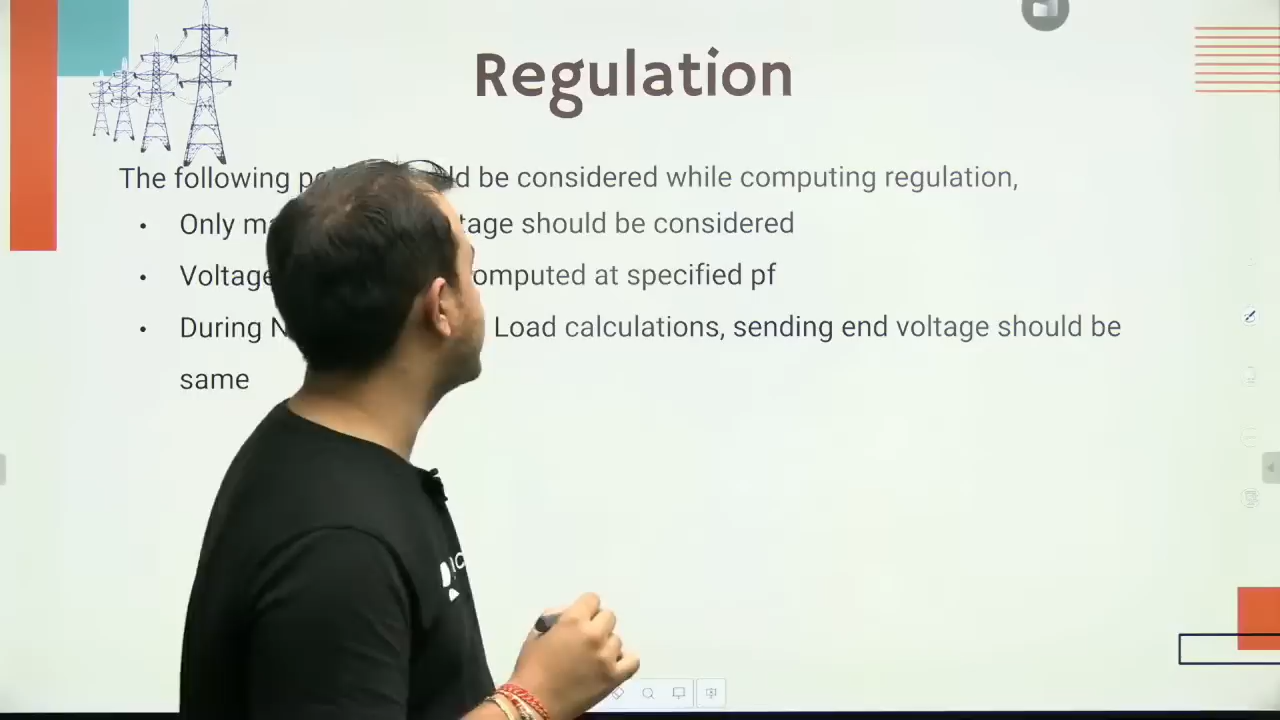 Regulation
The following ld be considered while computing regulation,
• Only tage should be considered
• Voltage omputed at specified pf
• During N Load calculations, sending end voltage should be
same